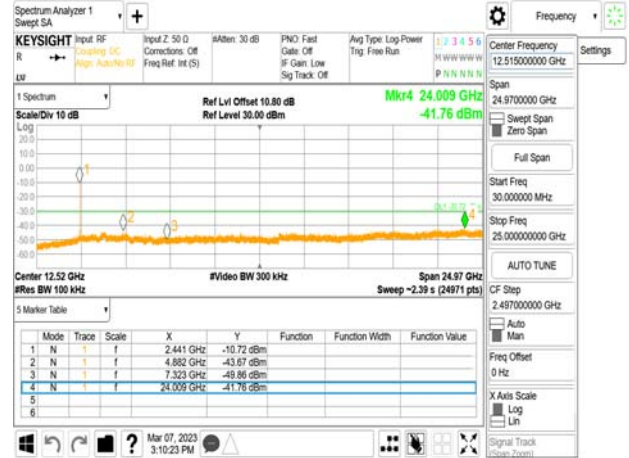 Spectrum Analyzer 1
Swept SA
+
Frequency
KEYSIGHT
R
Input: RF
Coupling: DC
Align: Auto/No RF
Input Z: 50 Ω
Corrections: Off
Freq Ref: Int (S)
#Atten: 30 dB
PNO: Fast
Gate: Off
IF Gain: Low
Sig Track: Off
Avg Type: Log-Power
Trig: Free Run
1 2 3 4 5 6
M W W W W W
P N N N N N
1 Spectrum
Scale/Div 10 dB
Ref Lvl Offset 10.80 dB
Ref Level 30.00 dBm
Mkr4 24.009 GHz
-41.76 dBm
Log
20.0
10.0
0.00
-10.0
-20.0
-30.0
-40.0
-50.0
-60.0
1
2
3
4
Center 12.52 GHz
#Video BW 300 kHz
Span 24.97 GHz
#Res BW 100 kHz
Sweep ~2.39 s (24971 pts)
5 Marker Table
Mode Trace Scale X Y Function Function Width Function Value
1 N 1 f 2.441 GHz -10.72 dBm
2 N 1 f 4.882 GHz -43.67 dBm
3 N 1 f 7.323 GHz -49.86 dBm
4 N 1 f 24.009 GHz -41.76 dBm
5
6
?
Mar 07, 2023
3:10:23 PM
Center Frequency
12.515000000 GHz
Settings
Span
24.9700000 GHz
Swept Span
Zero Span
Full Span
Start Freq
30.000000 MHz
Stop Freq
25.000000000 GHz
AUTO TUNE
CF Step
2.497000000 GHz
Auto
Man
Freq Offset
0 Hz
X Axis Scale
Log
Lin
Signal Track
(Span Zoom)